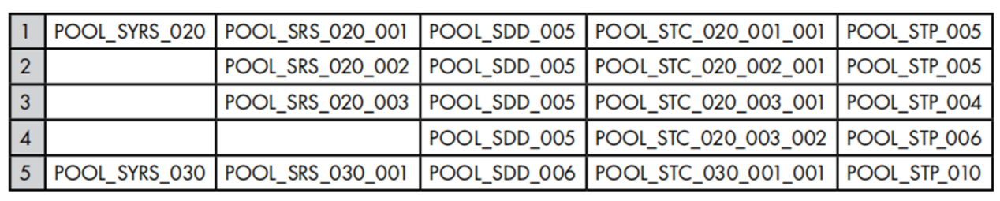 1 POOL_SYRS_020 POOL_SRS_020_001 POOL_SDD_005 POOL_STC_020_001_001 POOL_STP_005
2 POOL_SRS_020_002 POOL_SDD_005 POOL_STC_020_002_001 POOL_STP_005
3 POOL_SRS_020_003 POOL_SDD_005 POOL_STC_020_003_001 POOL_STP_004
4 POOL_SDD_005 POOL_STC_020_003_002 POOL_STP_006
5 POOL_SYRS_030 POOL_SRS_030_001 POOL_SDD_006 POOL_STC_030_001_001 POOL_STP_010